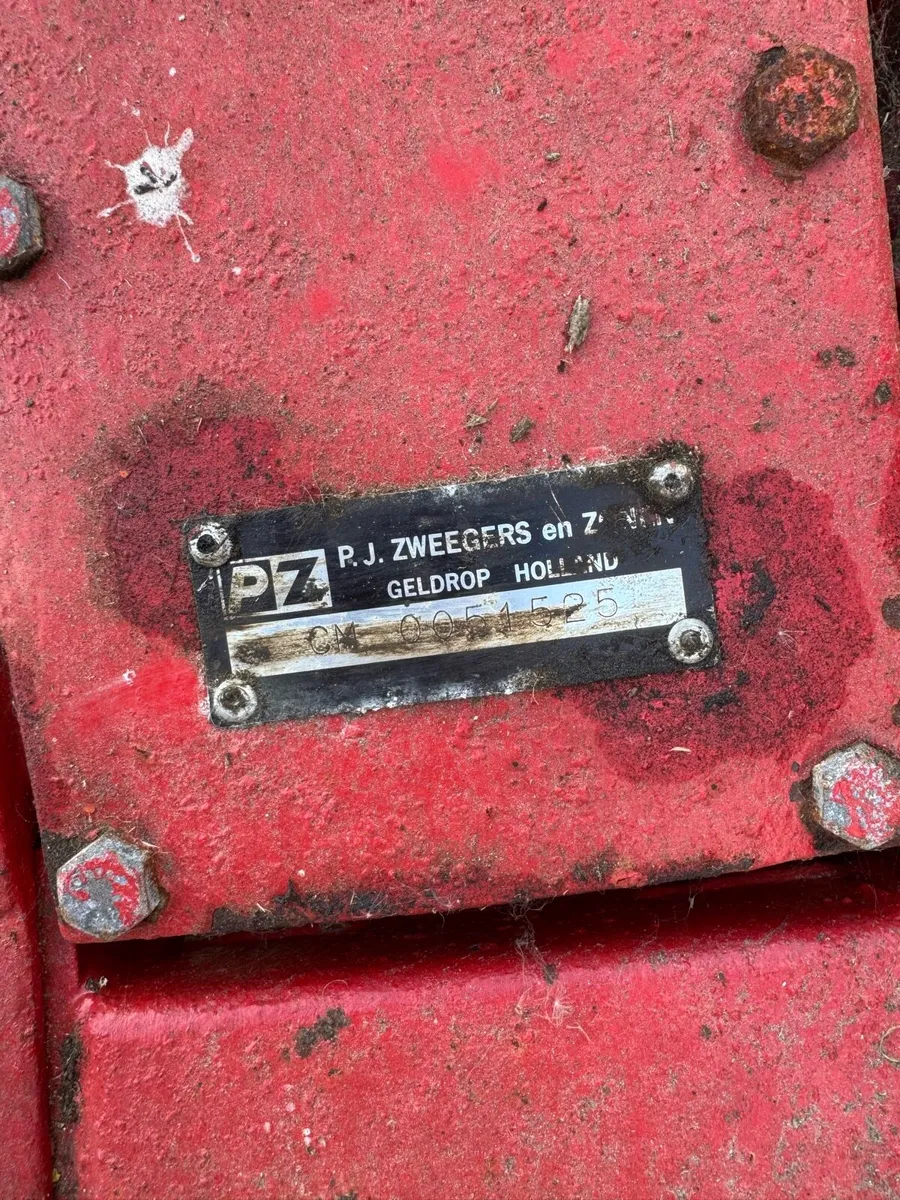 PZ
P.J. ZWEEGERS en
GELDROP HOLLAND
CM 0051525